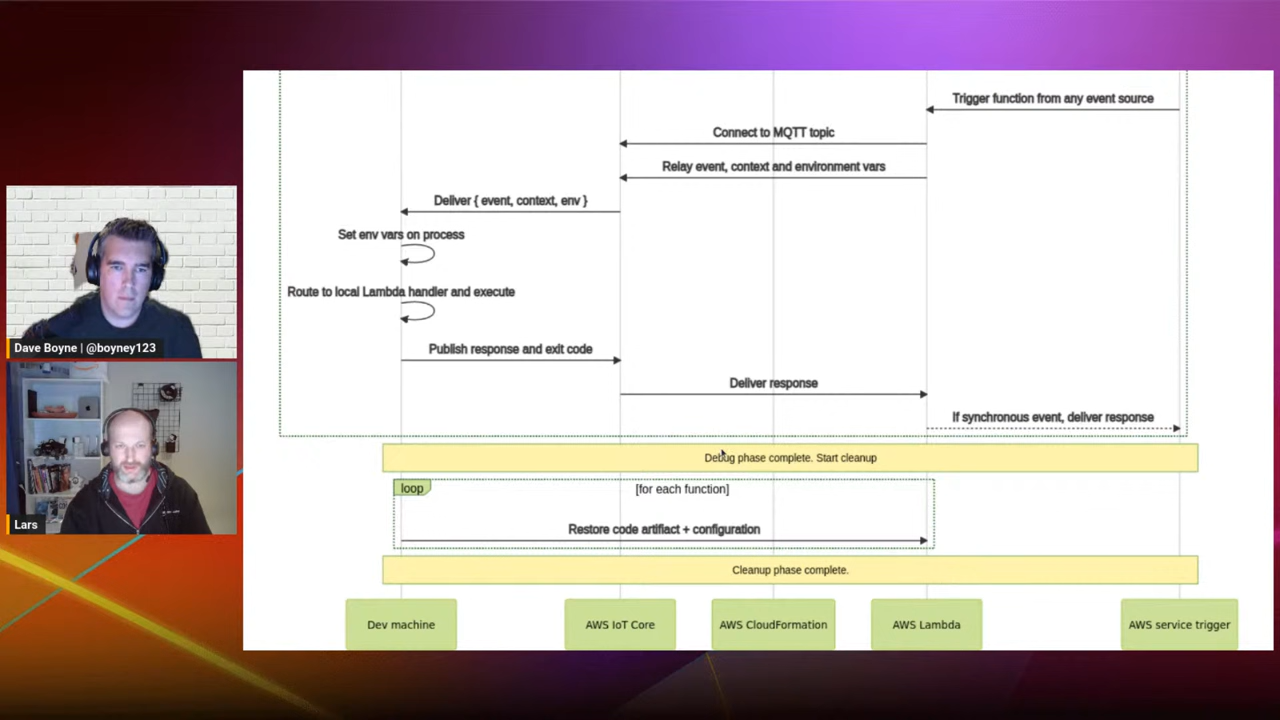 Trigger function from any event source
Connect to MQTT topic
Relay event, context and environment vars
Deliver { event, context, env }
Set env vars on process
Route to local Lambda handler and execute
Publish response and exit code
Deliver response
If synchronous event, deliver response
Debug phase complete. Start cleanup
loop
[for each function]
Restore code artifiact + configuration
Cleanup phase complete.
Dev machine
AWS IoT Core
AWS CloudFormation
AWS Lambda
AWS service trigger
Dave Boyne | @boyney123
Lars